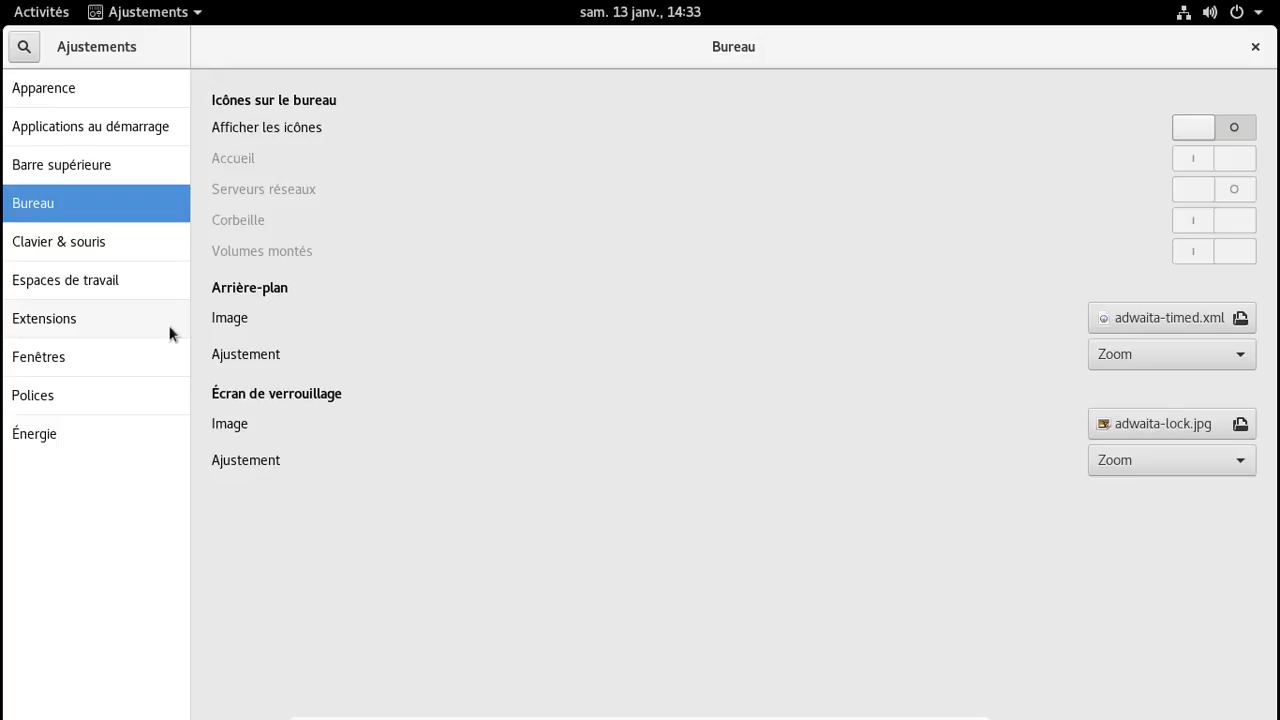 Activités Ajustements sam. 13 janv., 14:33
Ajustements Bureau
Apparence
Applications au démarrage
Barre supérieure
Bureau
Clavier & souris
Espaces de travail
Extensions
Fenêtres
Polices
Énergie
Icônes sur le bureau
Afficher les icônes
Accueil
Serveurs réseaux
Corbeille
Volumes montés
Arrière-plan
Image adwaita-timed.xml
Ajustement Zoom
Écran de verrouillage
Image adwaita-lock.jpg
Ajustement Zoom